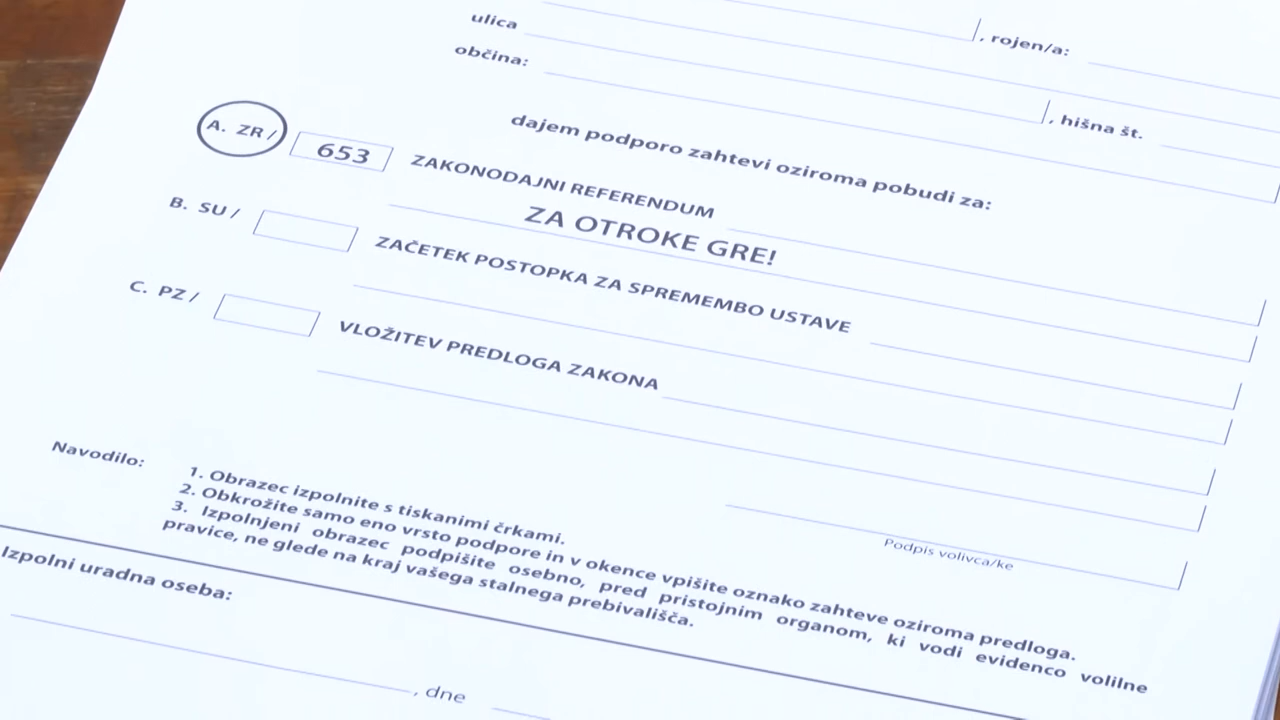 , rojen/a:
ulica
občina:
, hišna št.
dajem podporo zahtevi oziroma pobudi za:
A. ZR / 653 ZAKONODAJNI REFERENDUM
ZA OTROKE GRE!
B. SU / ZAČETEK POSTOPKA ZA SPREMEMBO USTAVE
C. PZ / VLOŽITEV PREDLOGA ZAKONA
Podpis volivca/ke
Navodilo: 1. Obrazec izpolnite s tiskanimi črkami.
2. Obkrožite samo eno vrsto podpore in v okence vpišite oznako zahteve oziroma predloga.
3. Izpolnjeni obrazec podpišite osebno, pred pristojnim organom, ki vodi evidenco volilne
pravice, ne glede na kraj vašega stalnega prebivališča.
Izpolni uradna oseba:
, dne